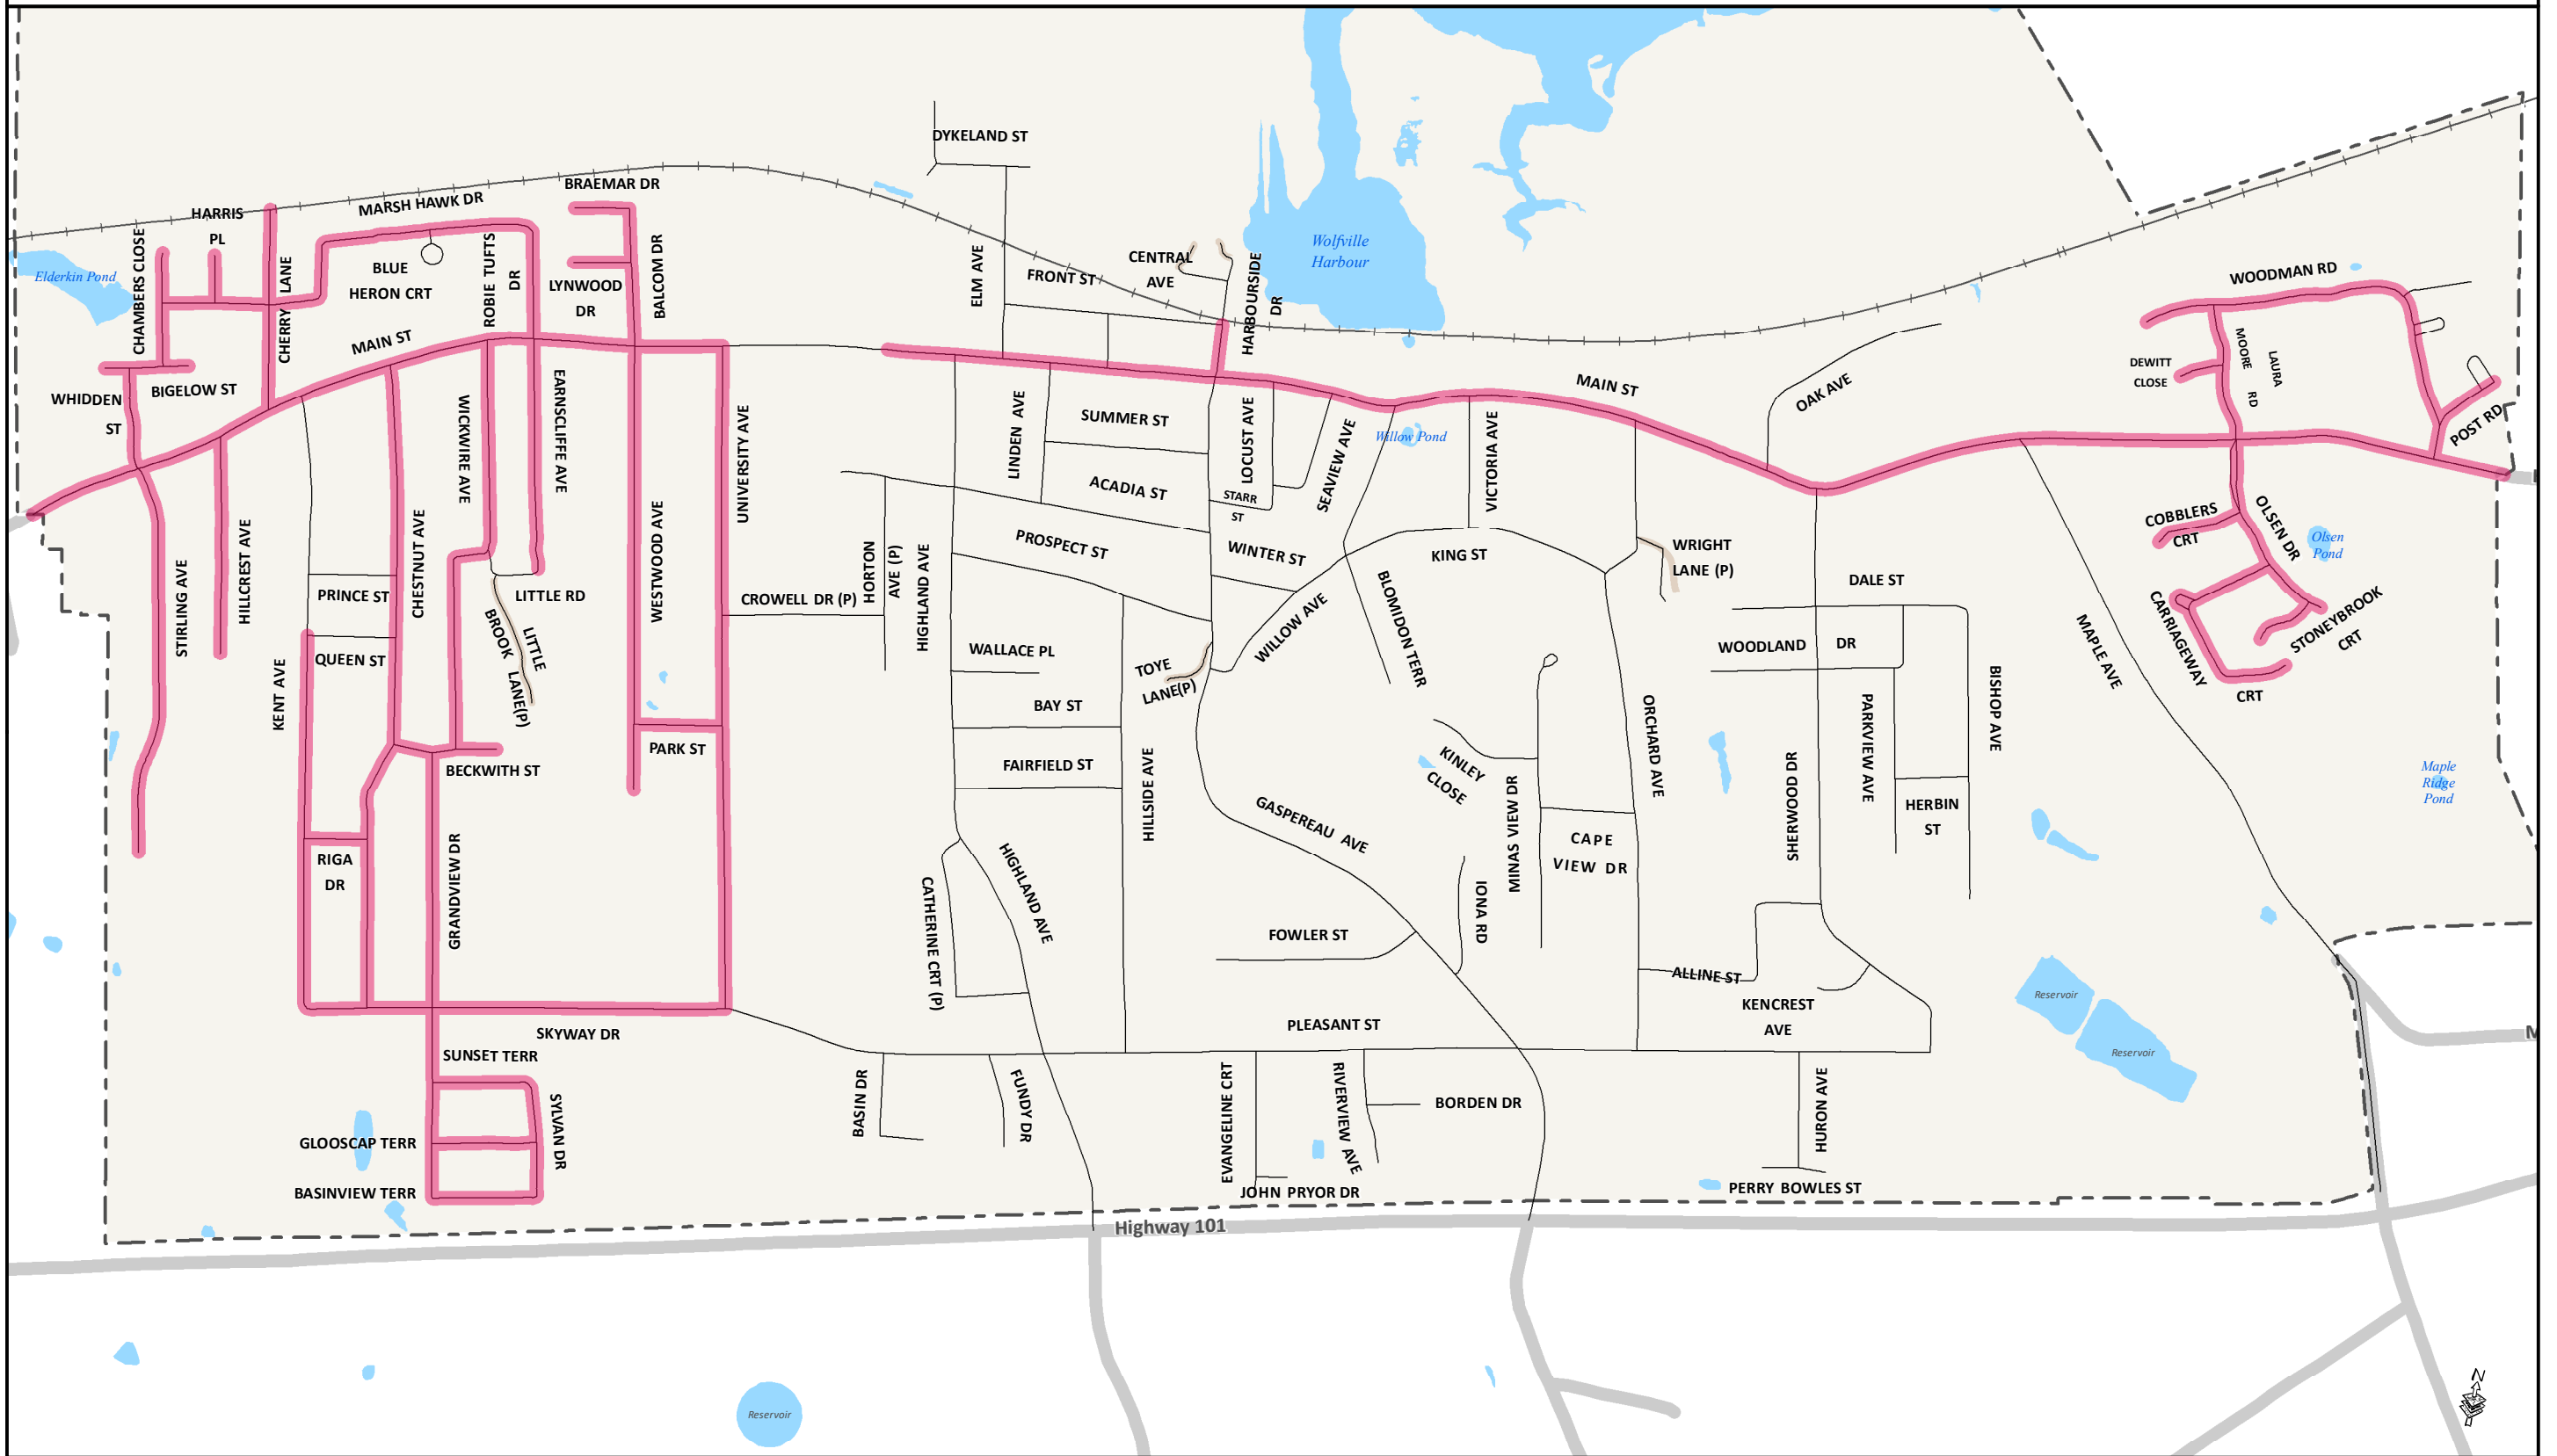 DYKELAND ST
BRAEMAR DR
MARSH HAWK DR
HARRIS
PL
CHAMBERS CLOSE
CHERRY LANE
BLUE
HERON CRT
ROBIE TUFTS
DR
LYNWOOD
DR
BALCOM DR
Elderkin Pond
ELM AVE
FRONT ST
CENTRAL
AVE
HARBOURSIDE
DR
Wolfville
Harbour
WOODMAN RD
MOORE
RD
LAURA
DEWITT
CLOSE
POST RD
MAIN ST
MAIN ST
OAK AVE
WHIDDEN
ST
BIGELOW ST
WICKWIRE AVE
EARNSCLIFFE AVE
UNIVERSITY AVE
LINDEN AVE
SUMMER ST
ACADIA ST
LOCUST AVE
STARR
ST
SEAVIEW AVE
Willow Pond
VICTORIA AVE
STIRLING AVE
HILLCREST AVE
CHESTNUT AVE
PRINCE ST
QUEEN ST
KENT AVE
LITTLE RD
LITTLE
BROOK LANE(P)
WESTWOOD AVE
CROWELL DR (P)
HORTON
AVE (P)
HIGHLAND AVE
PROSPECT ST
WINTER ST
KING ST
WRIGHT
LANE (P)
WALLACE PL
TOYE
LANE(P)
WILLOW AVE
BLOMIDON TERR
DALE ST
WOODLAND DR
COBBLERS
CRT
OLSEN DR
Olsen
Pond
CARRIAGEWAY
CRT
STONEYBROOK
CRT
MAPLE AVE
BISHOP AVE
BAY ST
PARK ST
BECKWITH ST
FAIRFIELD ST
HILLSIDE AVE
KINLEY
CLOSE
ORCHARD AVE
PARKVIEW AVE
SHERWOOD DR
HERBIN
ST
Maple
Ridge
Pond
RIGA
DR
GRANDVIEW DR
CATHERINE CRT (P)
HIGHLAND AVE
GASPEREAU AVE
MINAS VIEW DR
CAPE
VIEW DR
IONA RD
FOWLER ST
ALLINE ST
KENCREST
AVE
Reservoir
Reservoir
M
SKYWAY DR
PLEASANT ST
SUNSET TERR
SYLVAN DR
GLOOSCAP TERR
BASINVIEW TERR
BASIN DR
FUNDY DR
EVANGELINE CRT
RIVERVIEW AVE
BORDEN DR
JOHN PRYOR DR
HURON AVE
PERRY BOWLES ST
Highway 101
Reservoir
N